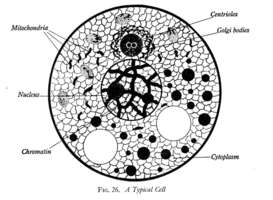 Centrioles
Mitochondria
Golgi bodies
Nucleus
Chromatin
Cytoplasm
FIG. 26. A Typical Cell